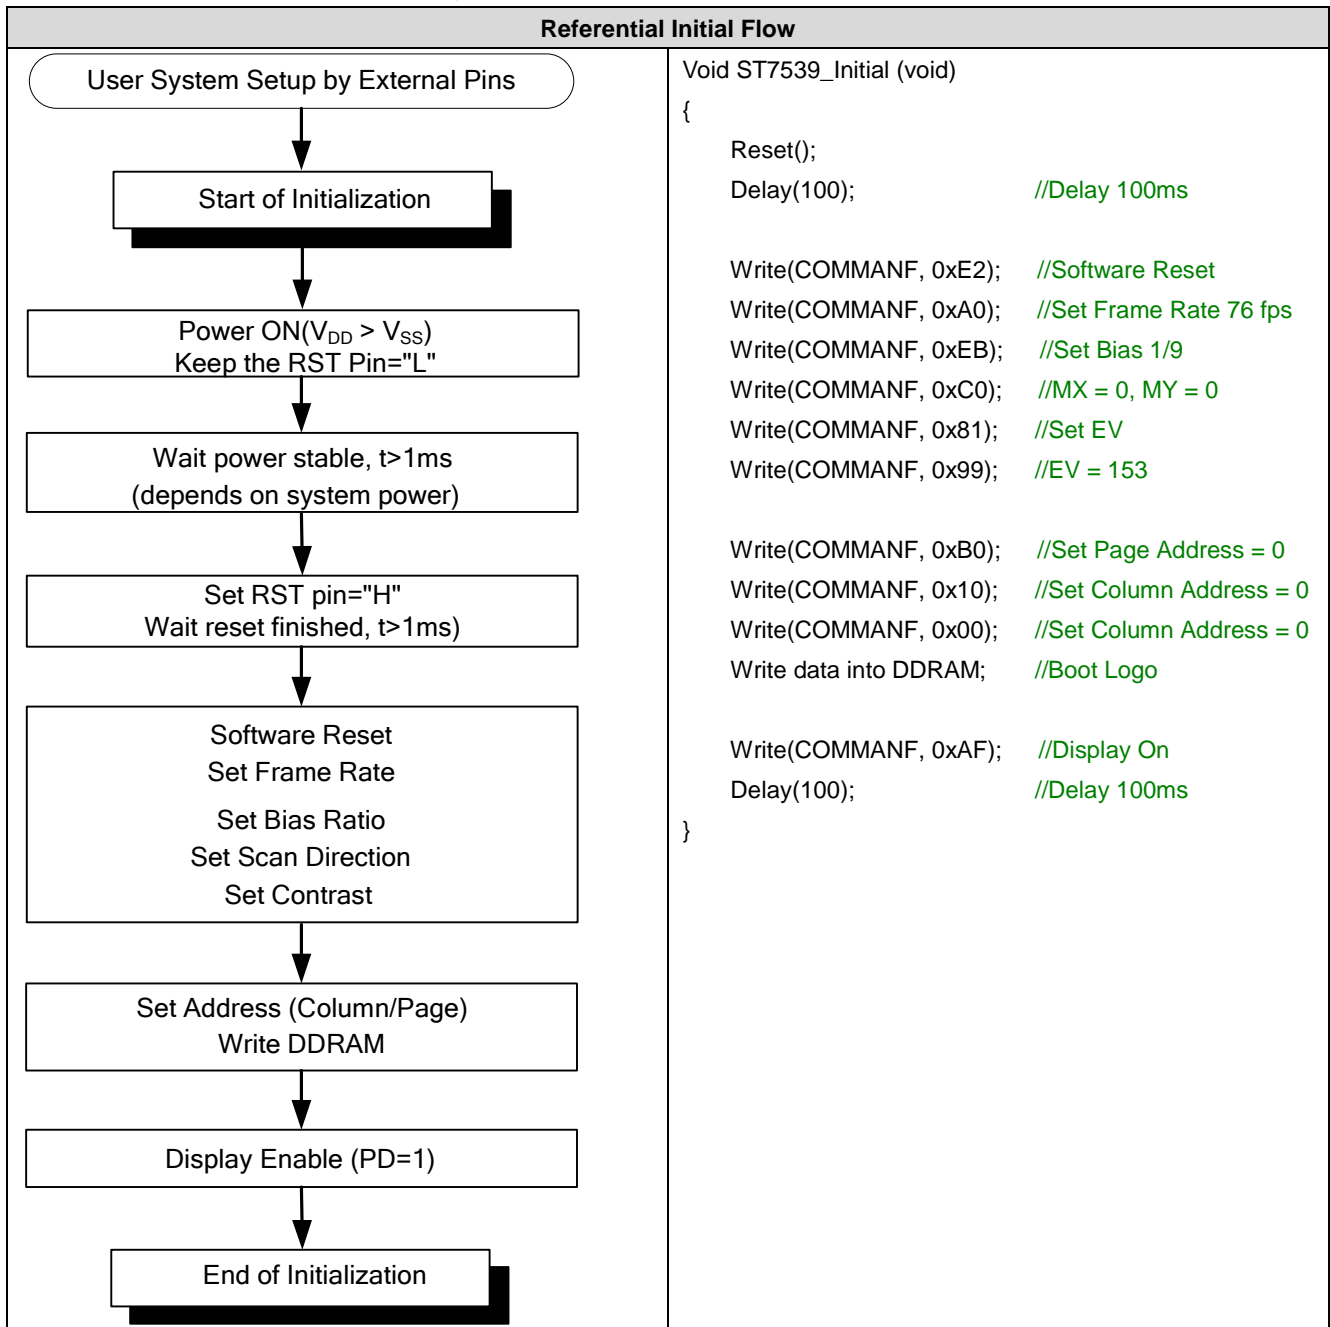 Referential Initial Flow
User System Setup by External Pins
Start of Initialization
Power ON(VDD > VSS)
Keep the RST Pin="L"
Wait power stable, t>1ms
(depends on system power)
Set RST pin="H"
Wait reset finished, t>1ms)
Software Reset
Set Frame Rate
Set Bias Ratio
Set Scan Direction
Set Contrast
Set Address (Column/Page)
Write DDRAM
Display Enable (PD=1)
End of Initialization
Void ST7539_Initial (void)
{
Reset();
Delay(100); //Delay 100ms
Write(COMMANF, 0xE2); //Software Reset
Write(COMMANF, 0xA0); //Set Frame Rate 76 fps
Write(COMMANF, 0xEB); //Set Bias 1/9
Write(COMMANF, 0xC0); //MX = 0, MY = 0
Write(COMMANF, 0x81); //Set EV
Write(COMMANF, 0x99); //EV = 153
Write(COMMANF, 0xB0); //Set Page Address = 0
Write(COMMANF, 0x10); //Set Column Address = 0
Write(COMMANF, 0x00); //Set Column Address = 0
Write data into DDRAM; //Boot Logo
Write(COMMANF, 0xAF); //Display On
Delay(100); //Delay 100ms
}